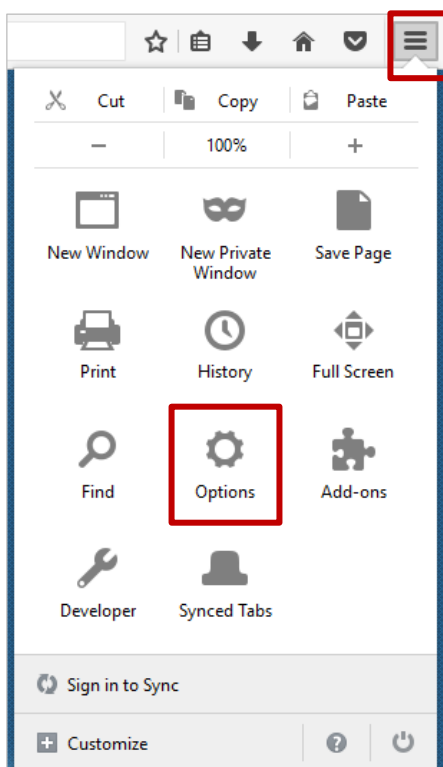 Cut Copy Paste
− 100% +
New Window New Private Window Save Page
Print History Full Screen
Find Options Add-ons
Developer Synced Tabs
Sign in to Sync
Customize